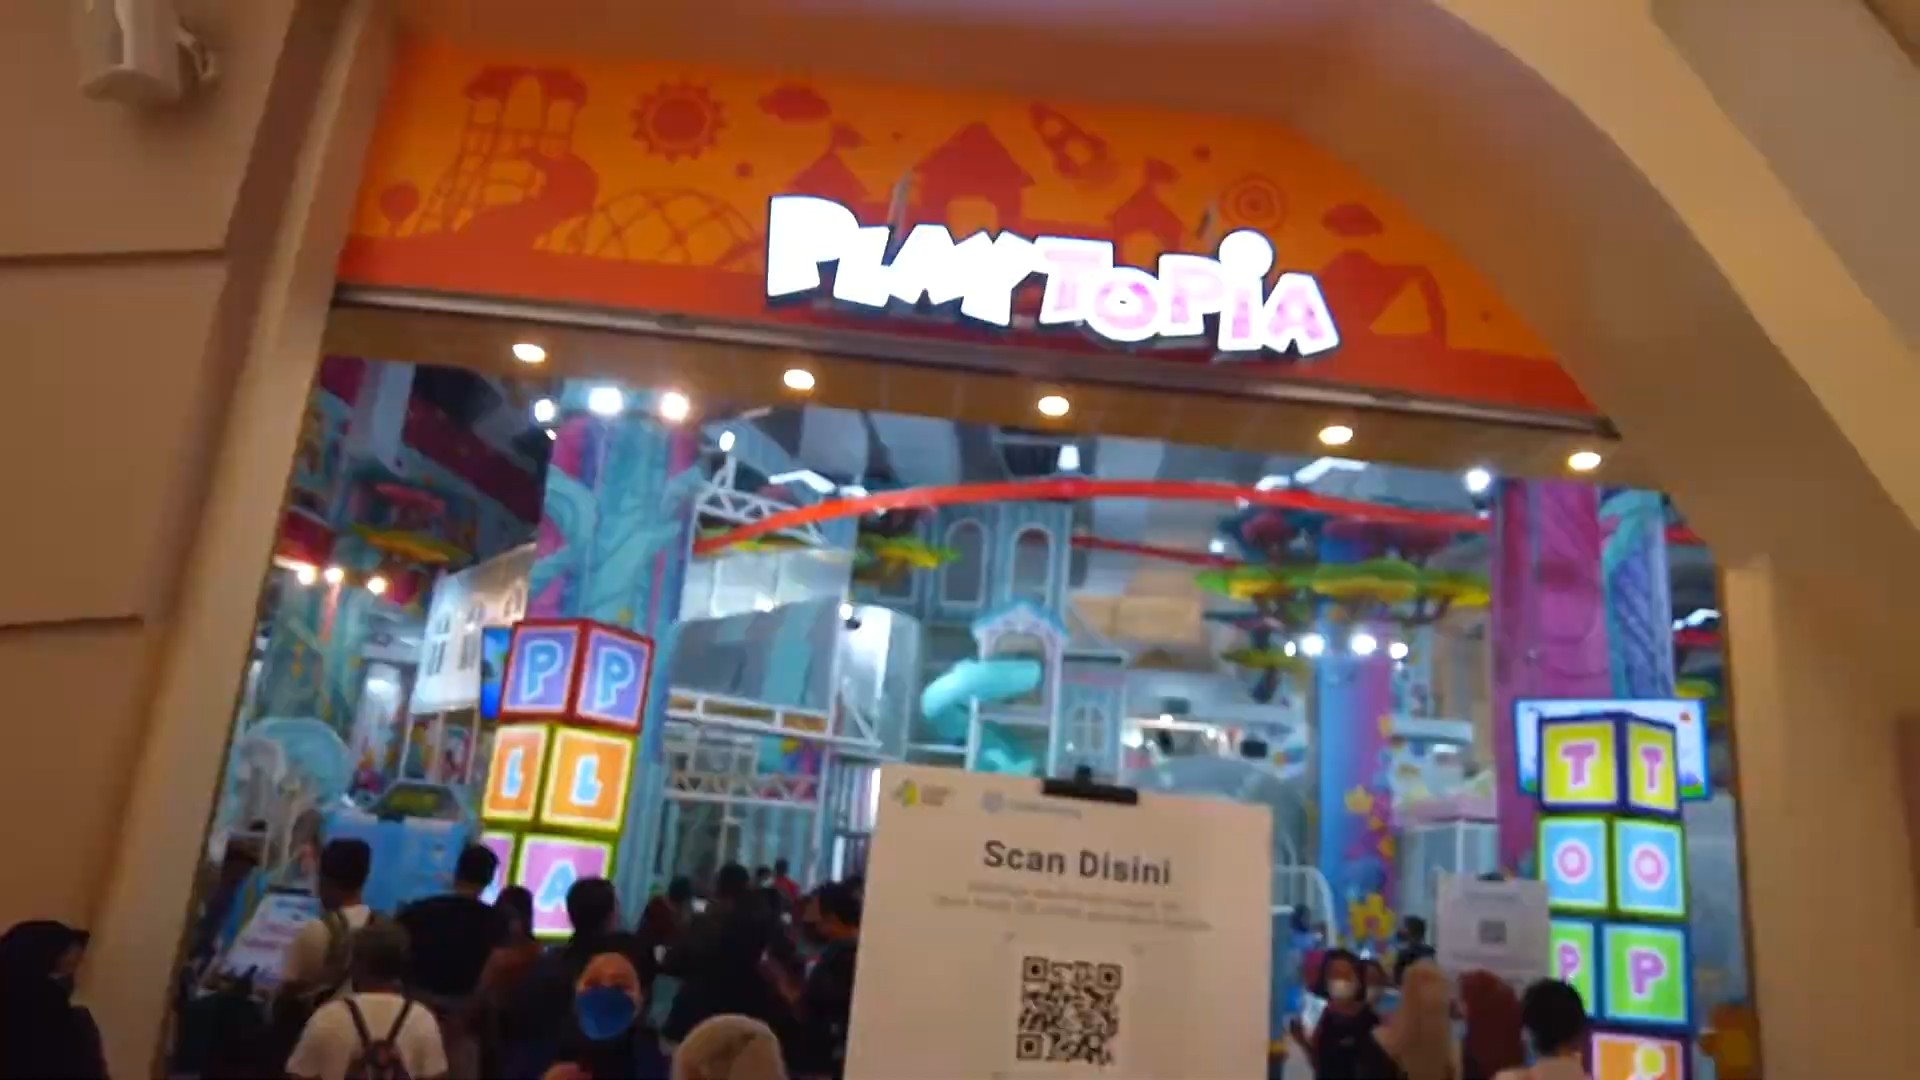 PLAYTOPIA
P P
L L
A
T T
O O
P P
Scan Disini